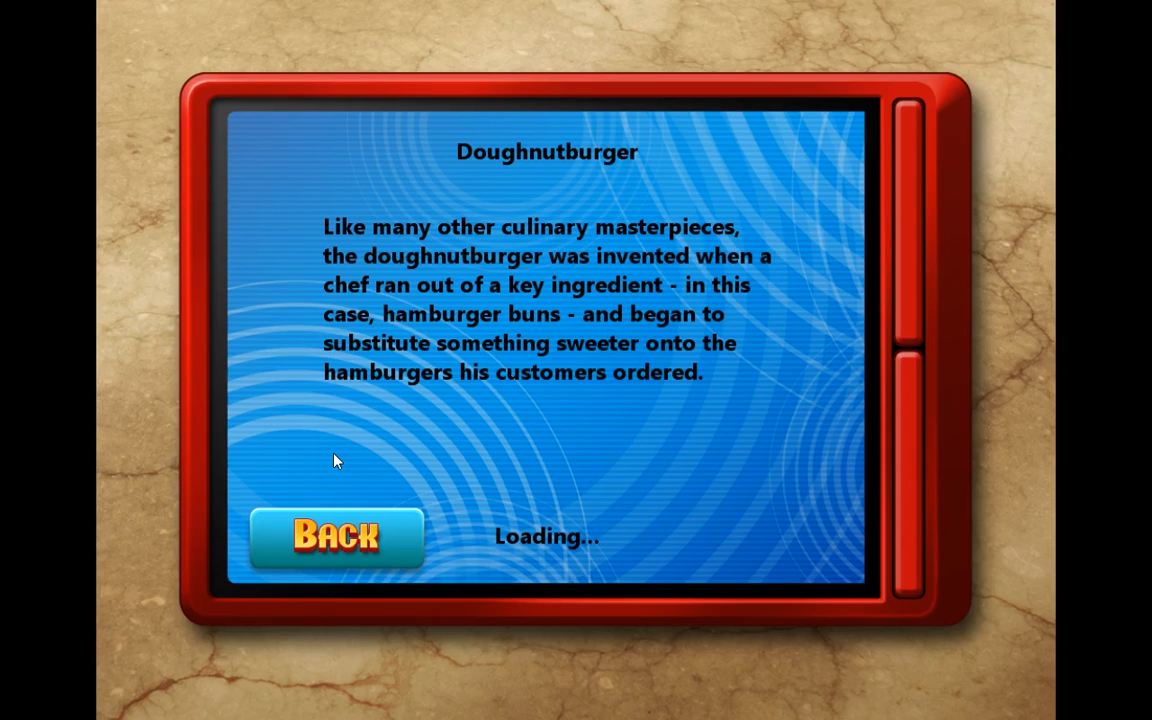 Doughnutburger
Like many other culinary masterpieces,
the doughnutburger was invented when a
chef ran out of a key ingredient - in this
case, hamburger buns - and began to
substitute something sweeter onto the
hamburgers his customers ordered.
Back
Loading...